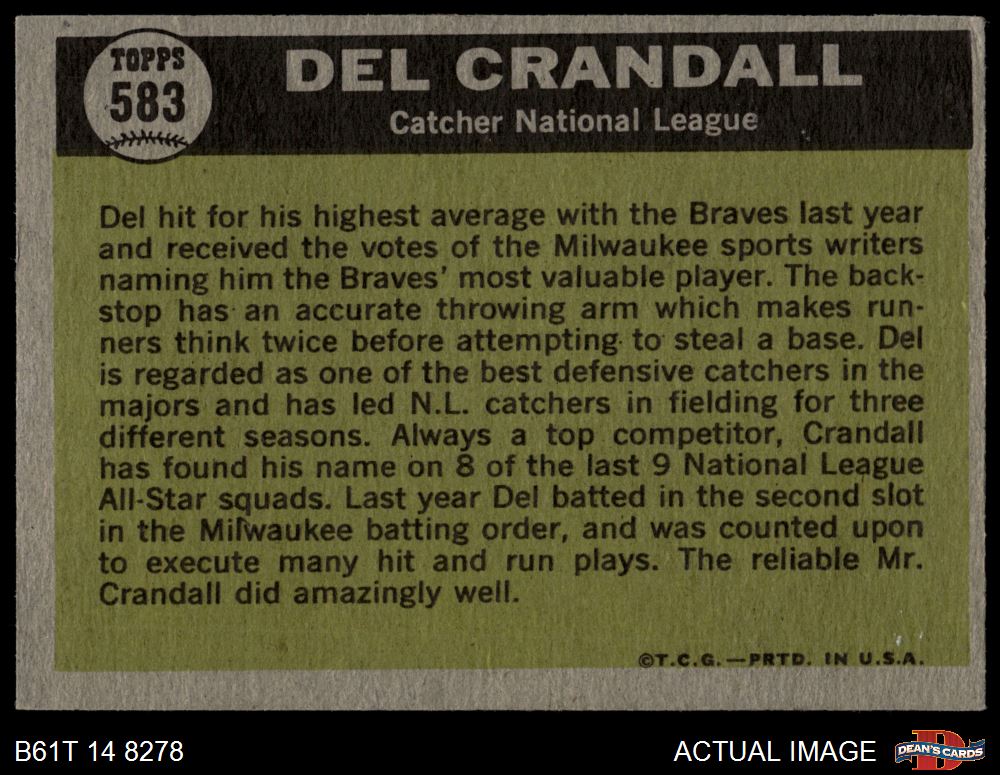 TOPPS
583
DEL CRANDALL
Catcher National League
Del hit for his highest average with the Braves last year
and received the votes of the Milwaukee sports writers
naming him the Braves' most valuable player. The back-
stop has an accurate throwing arm which makes run-
ners think twice before attempting to steal a base. Del
is regarded as one of the best defensive catchers in the
majors and has led N.L. catchers in fielding for three
different seasons. Always a top competitor, Crandall
has found his name on 8 of the last 9 National League
All-Star squads. Last year Del batted in the second slot
in the Milwaukee batting order, and was counted upon
to execute many hit and run plays. The reliable Mr.
Crandall did amazingly well.
©T.C.G.—PRTD. IN U.S.A.
B61T 14 8278
ACTUAL IMAGE
D
DEAN'S CARDS